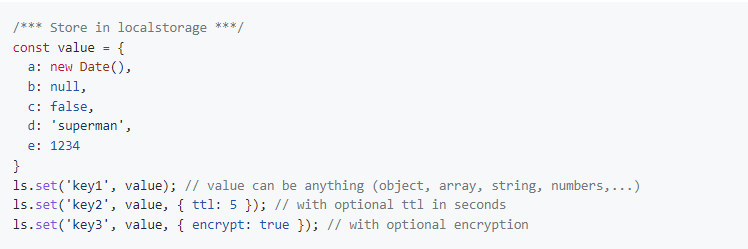 /*** Store in localstorage ***/
const value = {
  a: new Date(),
  b: null,
  c: false,
  d: 'superman',
  e: 1234
}
ls.set('key1', value); // value can be anything (object, array, string, numbers,...)
ls.set('key2', value, { ttl: 5 }); // with optional ttl in seconds
ls.set('key3', value, { encrypt: true }); // with optional encryption